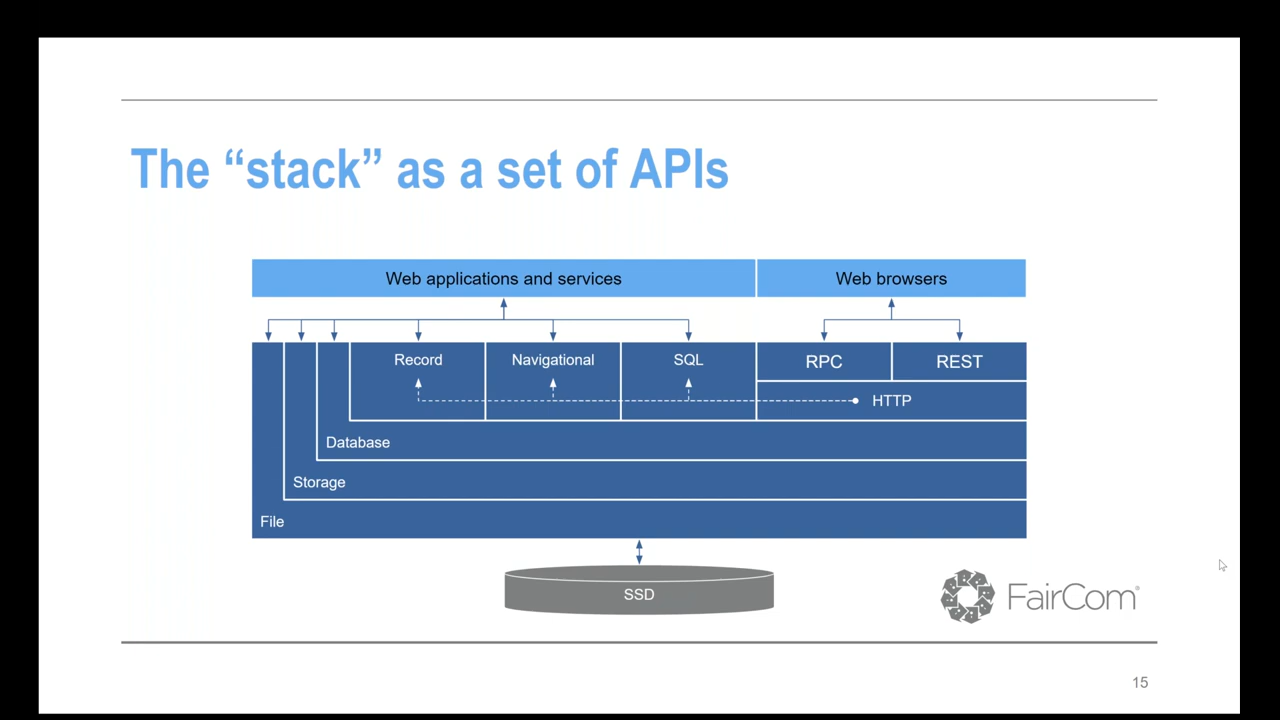 The “stack” as a set of APIs
Web applications and services
Web browsers
Record
Navigational
SQL
RPC
REST
HTTP
Database
Storage
File
SSD
FairCom®
15